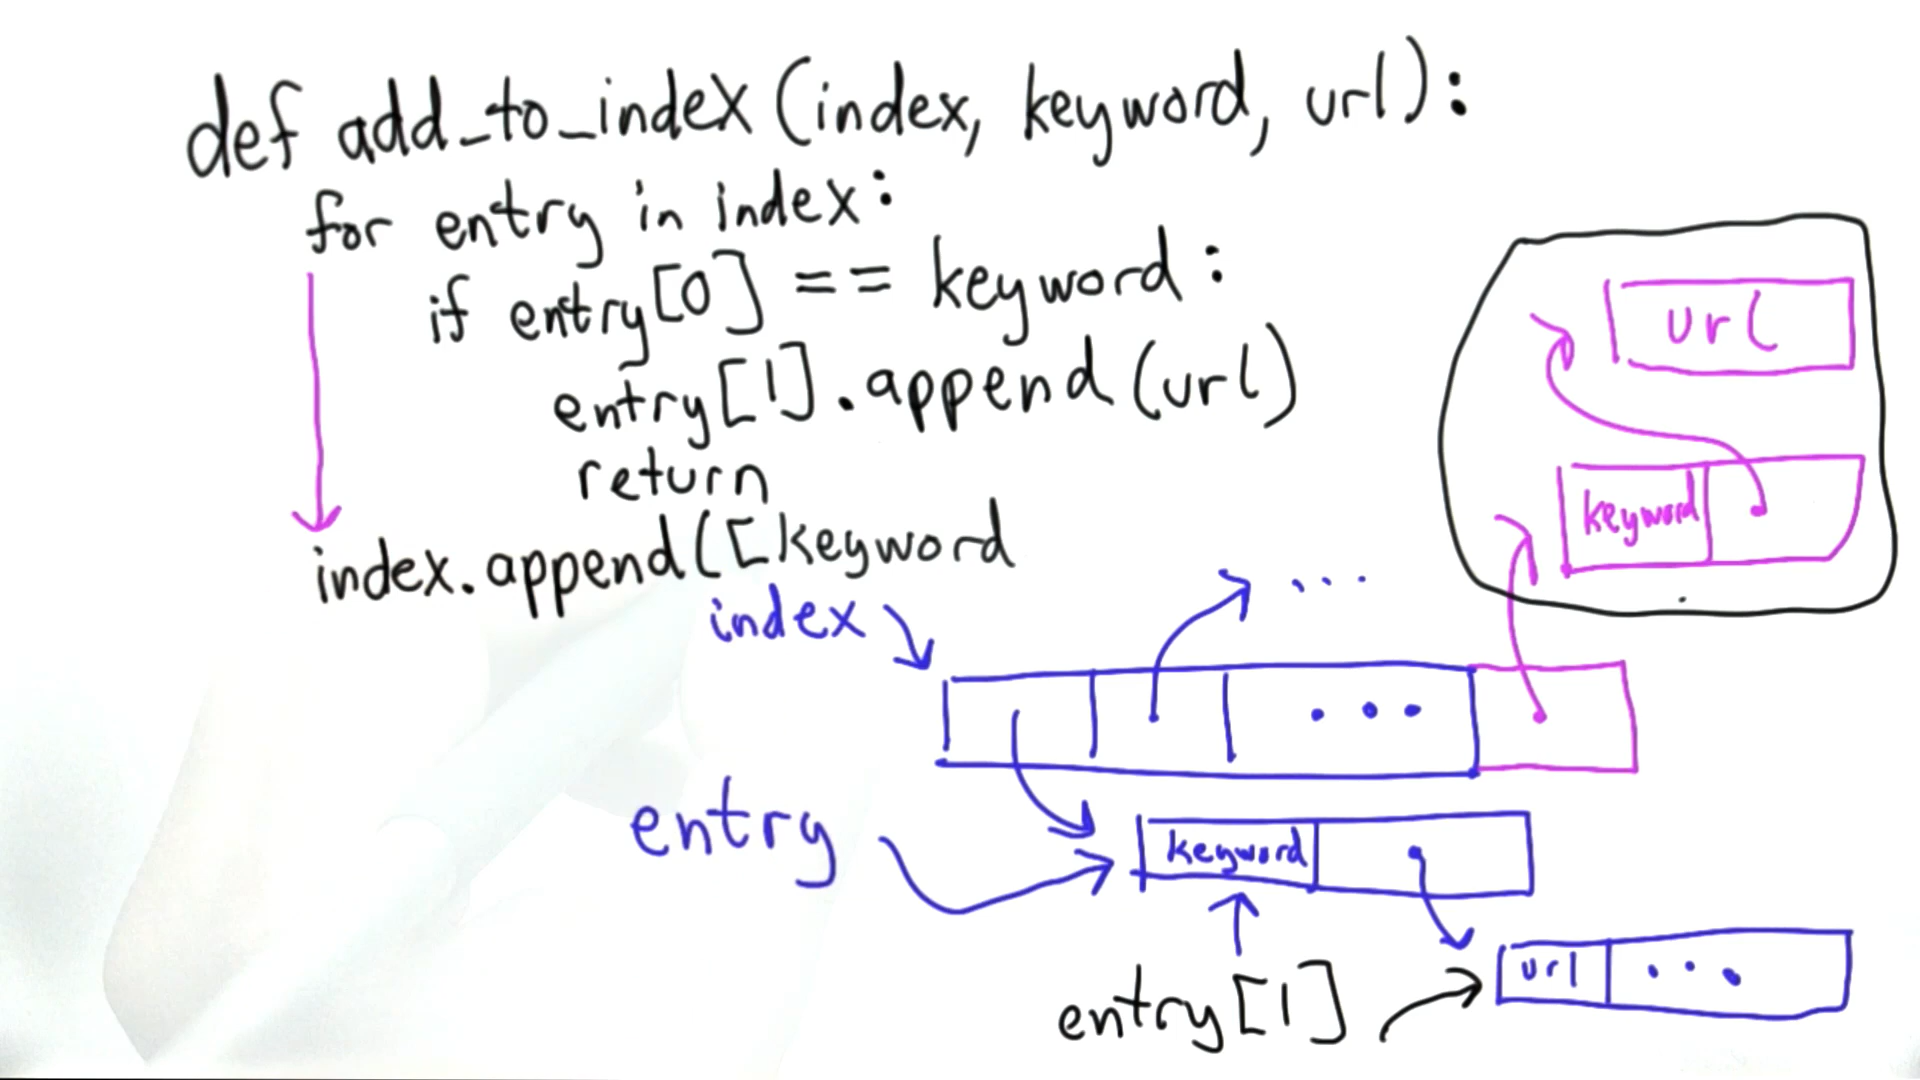 def add_to_index (index, keyword, url):
for entry in index:
if entry[0] == keyword:
entry[1].append(url)
return
index.append([keyword
url
keyword
index
entry
keyword
entry[1]
url